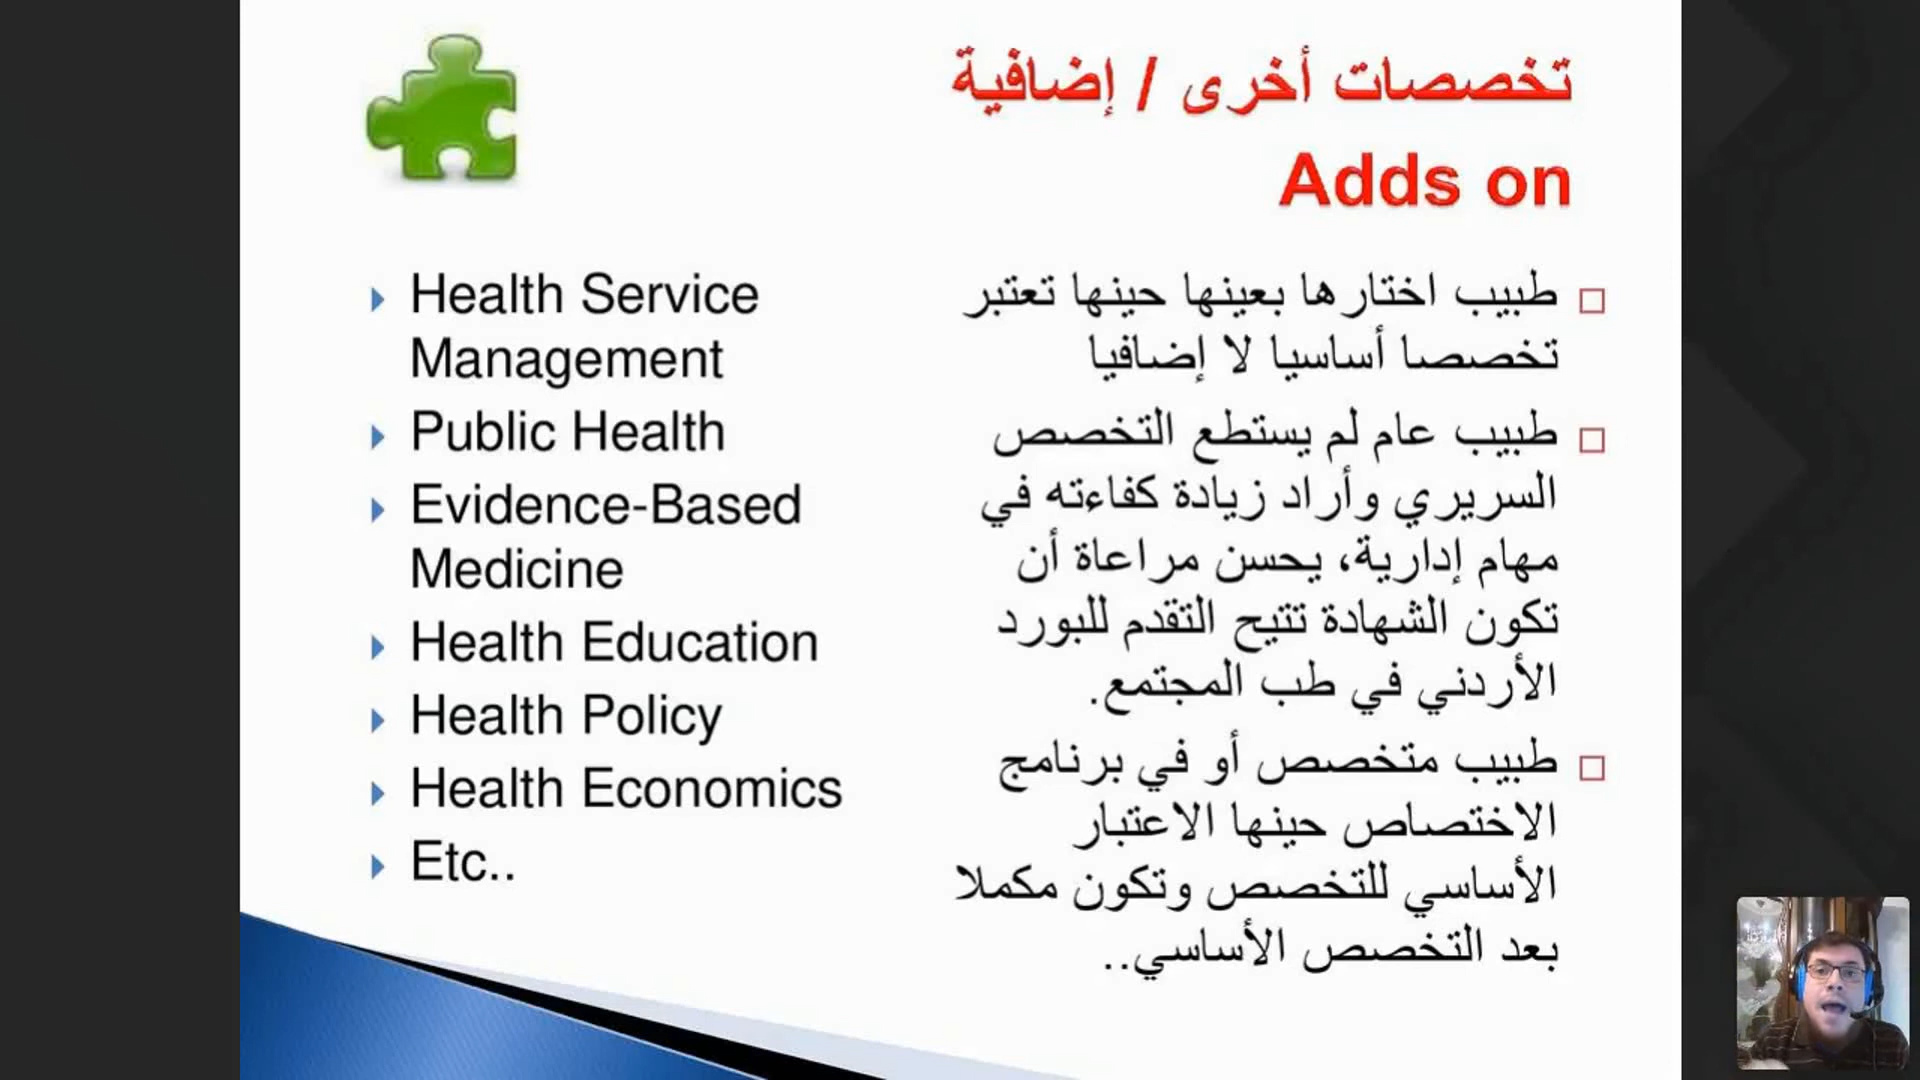 تخصصات أخرى / إضافية
Adds on
Health Service
Management
Public Health
Evidence-Based
Medicine
Health Education
Health Policy
Health Economics
Etc..
طبيب اختارها بعينها حينها تعتبر
تخصصا أساسيا لا إضافيا
طبيب عام لم يستطع التخصص
السريري وأراد زيادة كفاءته في
مهام إدارية، يحسن مراعاة أن
تكون الشهادة تتيح التقدم للبورد
الأردني في طب المجتمع.
طبيب متخصص أو في برنامج
الاختصاص حينها الاعتبار
الأساسي للتخصص وتكون مكملا
بعد التخصص الأساسي..